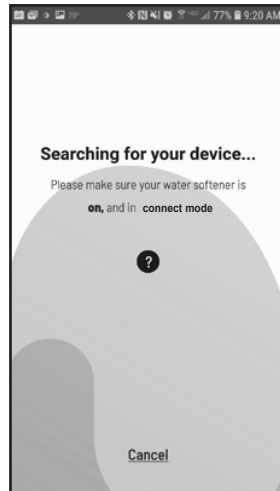 79° 77% 9:20 AM
Searching for your device...
Please make sure your water softener is
on, and in connect mode
?
Cancel